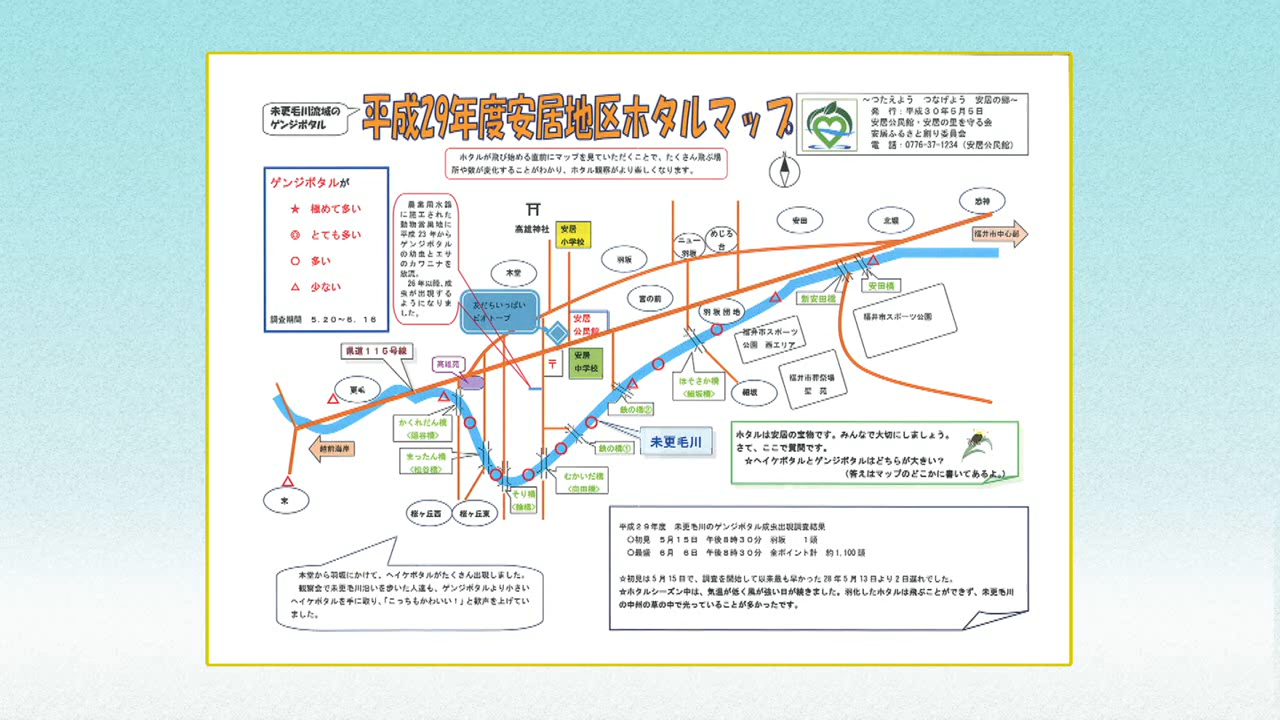 未更毛川流域の
ゲンジボタル
平成29年度安居地区ホタルマップ
～つたえよう つなげよう 安居の郷～
発 行：平成３０年５月５日
安居公民館・安居の里を守る会
安居ふるさと創り委員会
電 話：0776-37-1234（安居公民館）
ホタルが飛び始める直前にマップを見ていただくことで、たくさん飛ぶ場
所や数が変化することがわかり、ホタル観察がより楽しくなります。
N
ゲンジボタルが
★ 極めて多い
◎ とても多い
○ 多い
△ 少ない
調査期間 ５.２０～６.１６
農業用水路
に施工された
動物営巣地に
平成 23 年から
ゲンジボタル
の幼虫とエサ
のカワニナを
放流。
26 年以降、成
虫が出現する
ようになりま
した。
高雄神社
安居
小学校
本堂
羽坂
ニュー
羽坂
めじろ
台
安田
北堀
恐神
福井市中心部
友だちいっぱい
ビオトープ
安居
公民館
宮の前
羽坂団地
新安田橋
安田橋
福井市スポーツ公園
福井市スポーツ
公園 西エリア
福井市葬祭場
聖 苑
安居
中学校
〒
県道１１５号線
高雄苑
更毛
ほそさか橋
<細坂橋>
細坂
鉄の橋②
鉄の橋①
未更毛川
かくれだん橋
<隠谷橋>
まったん橋
<松谷橋>
むかいだ橋
<向田橋>
そり橋
<輪橋>
越前海岸
本
桜ヶ丘西
桜ヶ丘東
ホタルは安居の宝物です。みんなで大切にしましょう。
さて、ここで質問です。
☆ヘイケボタルとゲンジボタルはどちらが大きい？
（答えはマップのどこかに書いてあるよ。）
平成２９年度 未更毛川のゲンジボタル成虫出現調査結果
○初見 ５月１５日 午後８時３０分 羽坂 １頭
○最盛 ６月 ６日 午後８時３０分 全ポイント計 約1,100頭
☆初見は５月15日で、調査を開始して以来最も早かった 28 年５月 13 日より２日遅れでした。
☆ホタルシーズン中は、気温が低く風が強い日が続きました。羽化したホタルは飛ぶことができず、未更毛川
の中州の草の中で光っていることが多かったです。
本堂から羽坂にかけて、ヘイケボタルがたくさん出現しました。
観察会で未更毛川沿いを歩いた人達も、ゲンジボタルより小さい
ヘイケボタルを手に取り、「こっちもかわいい！」と歓声を上げてい
ました。